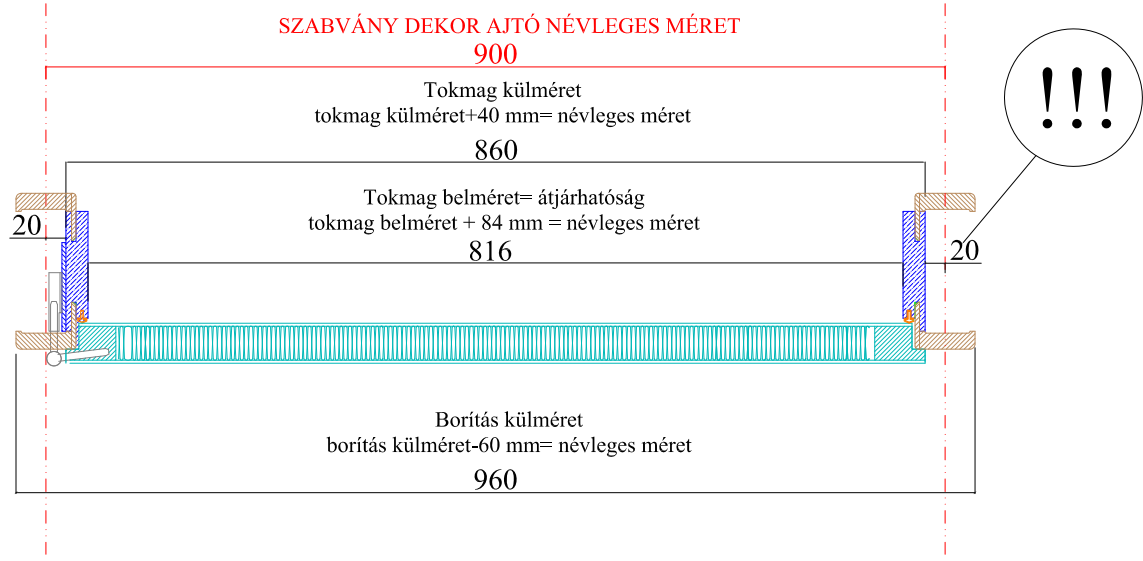 SZABVÁNY DEKOR AJTÓ NÉVLEGES MÉRET
900
Tokmag külméret
tokmag külméret+40 mm= névleges méret
860
Tokmag belméret= átjárhatóság
tokmag belméret + 84 mm = névleges méret
816
20
20
!!!
Borítás külméret
borítás külméret-60 mm= névleges méret
960